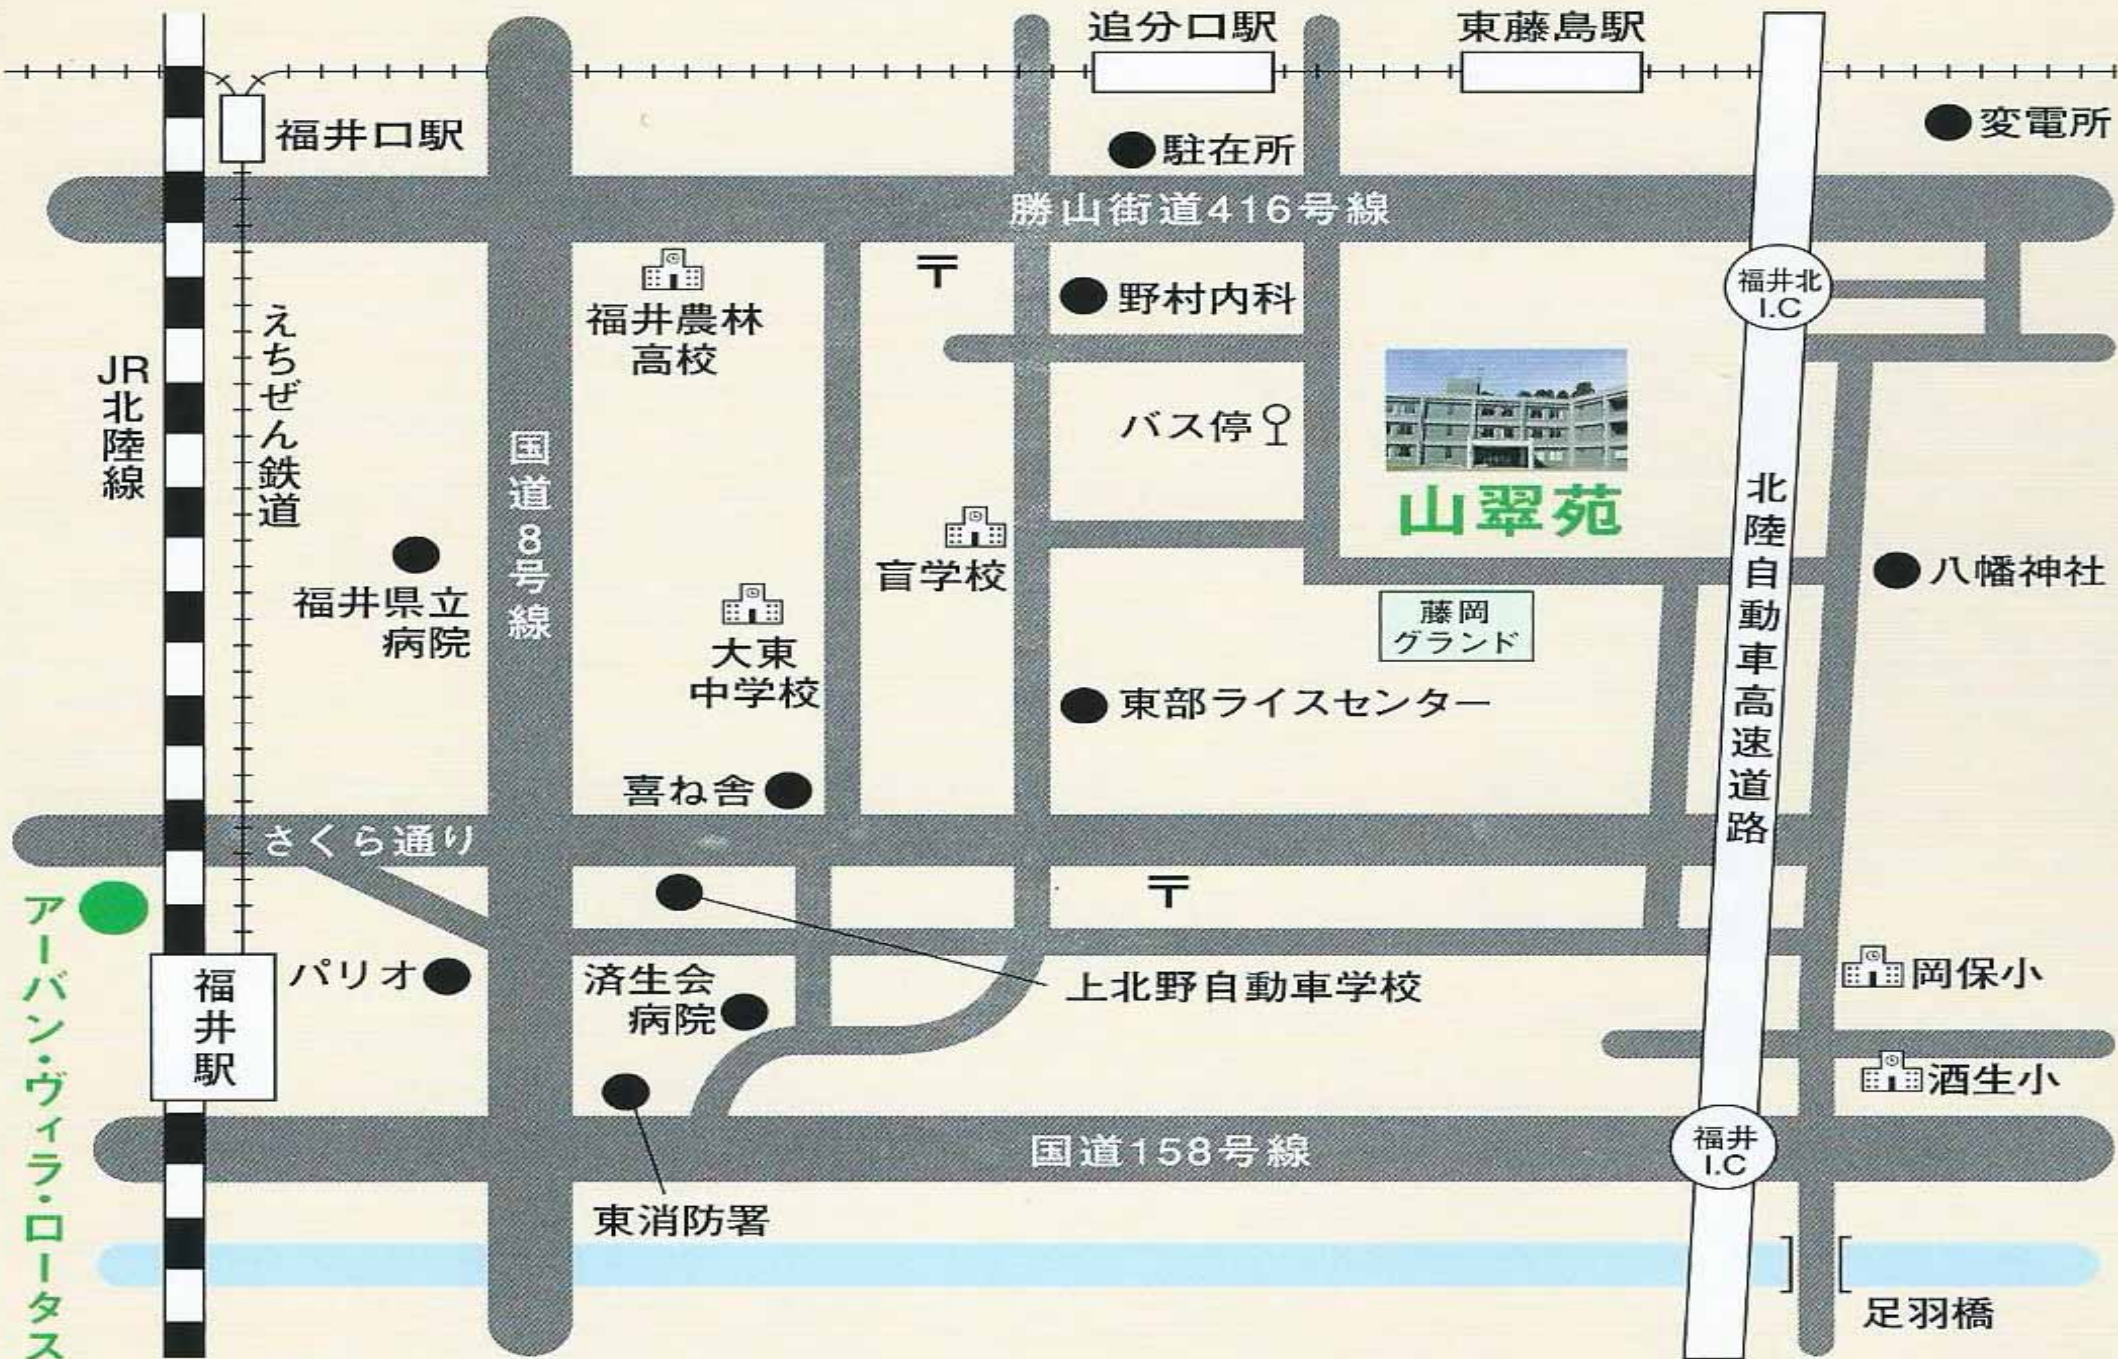 追分口駅
東藤島駅
福井口駅
駐在所
変電所
勝山街道416号線
福井農林
高校
〒
野村内科
福井北
I.C
JR北陸線
えちぜん鉄道
国道8号線
バス停
山翠苑
北陸自動車高速道路
盲学校
八幡神社
福井県立
病院
藤岡
グランド
大東
中学校
東部ライスセンター
喜ね舎
さくら通り
〒
アーバン・ヴィラ・ロータス
福井駅
パリオ
済生会
病院
上北野自動車学校
岡保小
酒生小
国道158号線
福井
I.C
東消防署
足羽橋